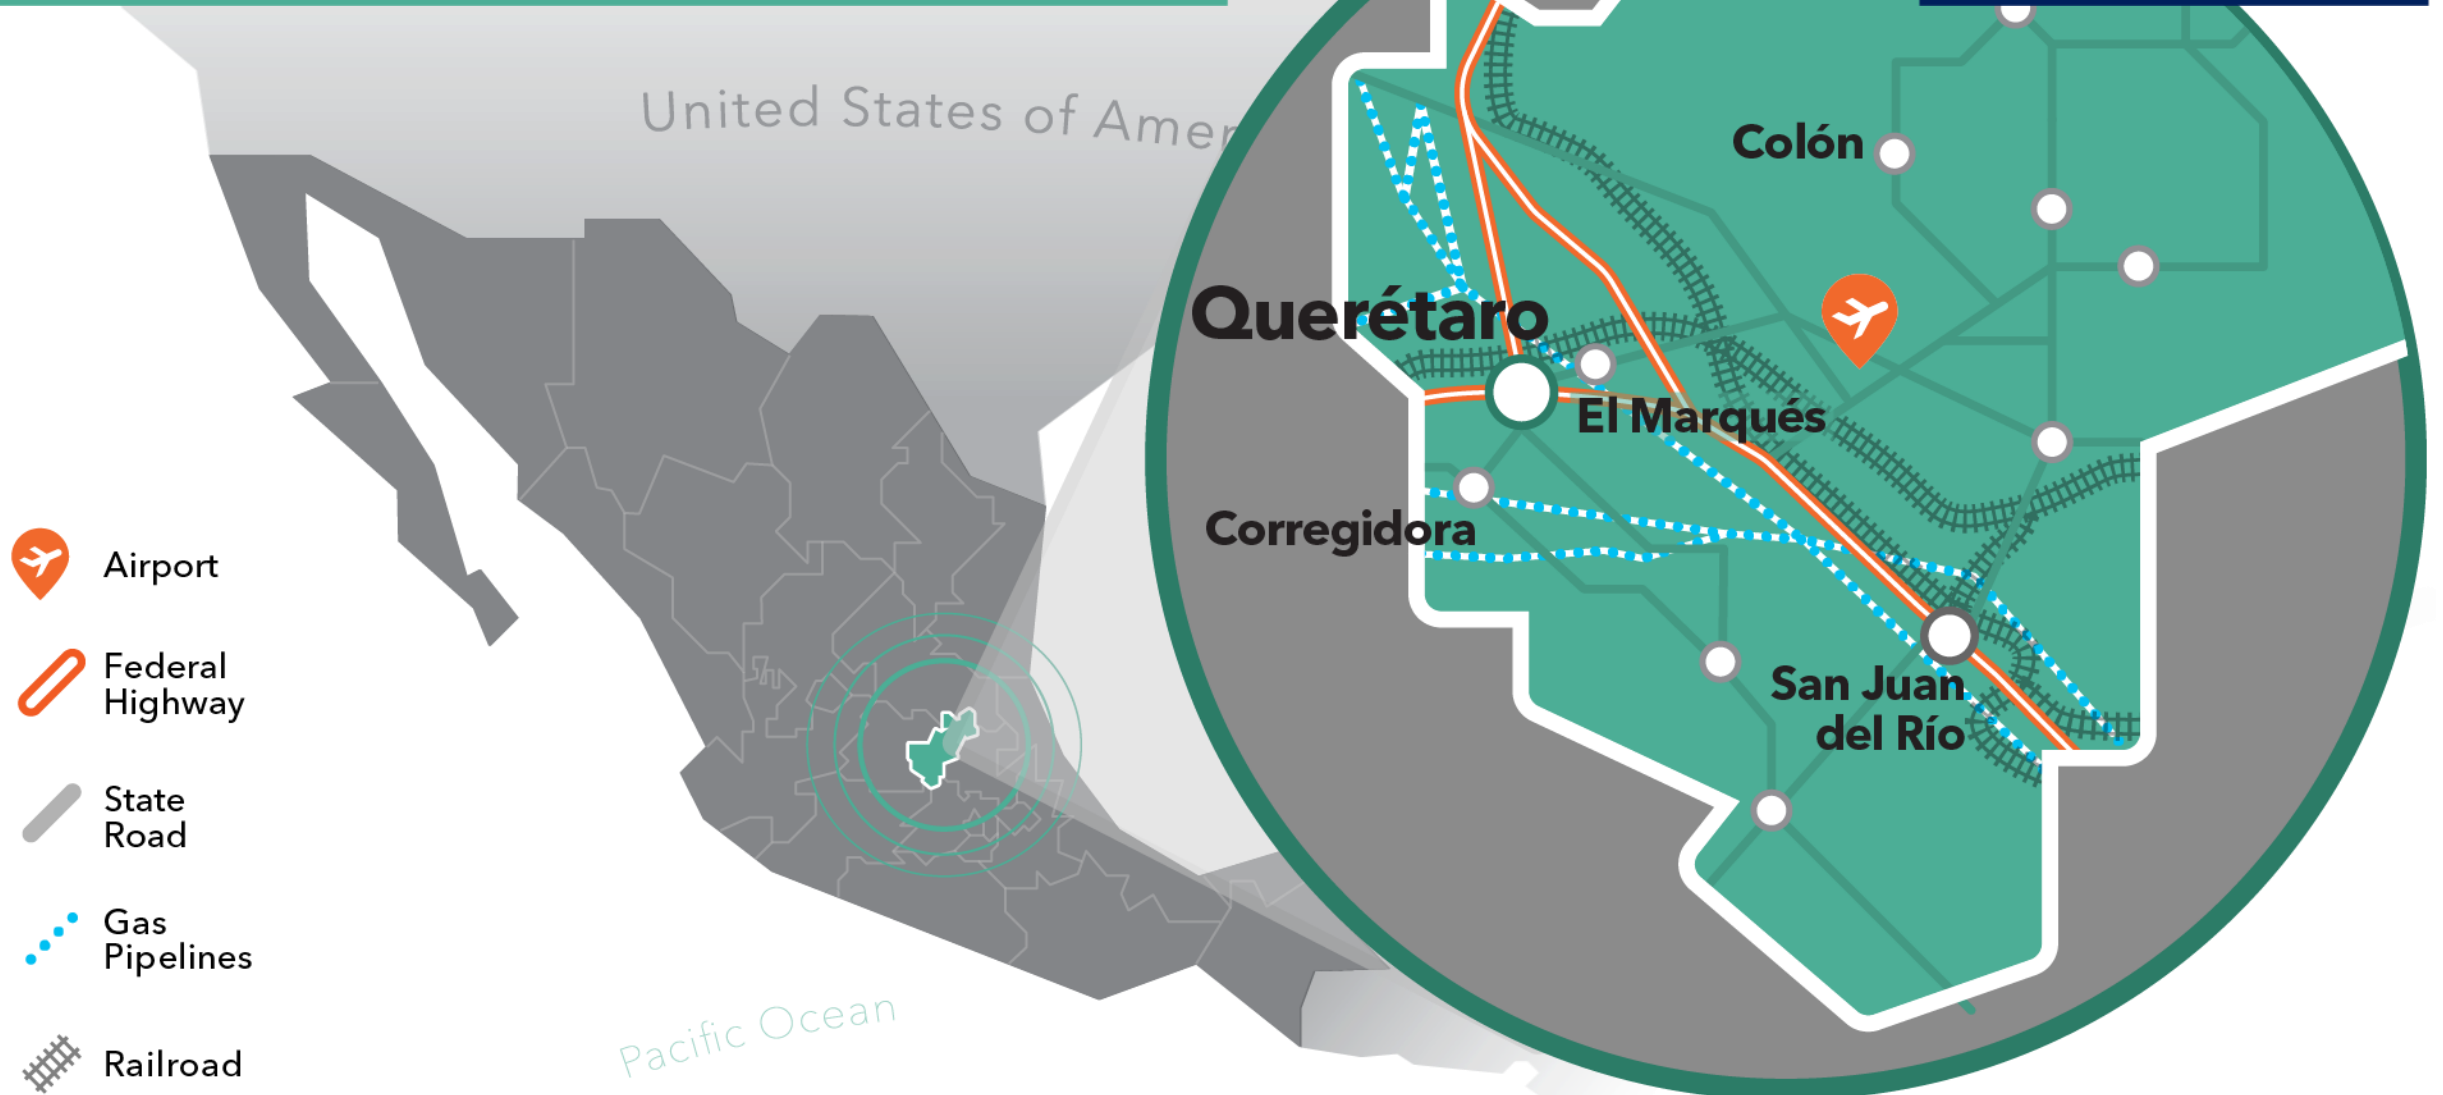 United States of Amer
Colón
Querétaro
El Marqués
Corregidora
San Juan
del Río
Airport
Federal
Highway
State
Road
Gas
Pipelines
Railroad
Pacific Ocean